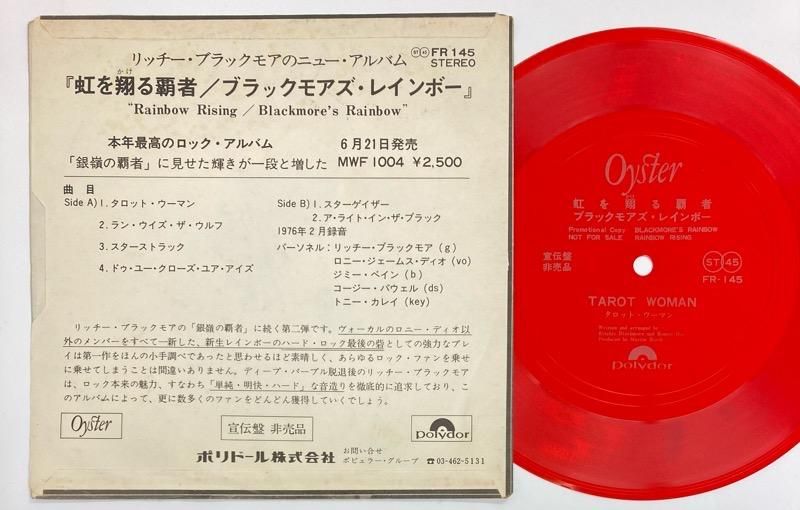 リッチー・ブラックモアのニュー・アルバム ST 45 FR 145
STEREO
かけ
『虹を翔る覇者/ブラックモアズ・レインボー』
"Rainbow Rising / Blackmore's Rainbow"
本年最高のロック・アルバム 6月21日発売
「銀嶺の覇者」に見せた輝きが一段と増した MWF 1004 ¥2,500
曲 目
Side A) 1. タロット・ウーマン
2. ラン・ウイズ・ザ・ウルフ
3. スターストラック
4. ドゥ・ユー・クローズ・ユア・アイズ
Side B) 1. スターゲイザー
2. ア・ライト・イン・ザ・ブラック
1976年2月録音
パーソネル:リッチー・ブラックモア (g)
ロニー・ジェームス・ディオ (vo)
ジミー・ベイン (b)
コージー・パウエル (ds)
トニー・カレイ (key)
リッチー・ブラックモアの「銀嶺の覇者」に続く第二弾です。ヴォーカルのロニー・ディオ以
外のメンバーをすべて一新した、新生レインボーのハード・ロック最後の砦としての強力なプレ
イは第一作をほんの小手調べであったと思わせるほど素晴しく、あらゆるロック・ファンを乗せ
に乗せてしまうことは間違いありません。ディープ・パープル脱退後のリッチー・ブラックモア
は、ロック本来の魅力、すなわち「単純・明快・ハード」な音造りを徹底的に追求しており、こ
のアルバムによって、更に数多くのファンをどんどん獲得していくでしょう。
Oyster 宣伝盤 非売品 Polydor
ポリドール株式会社 お問い合せ
ポピュラー・グループ ☎03-462-5131
Oyster
かけ
虹を翔る覇者
ブラックモアズ・レインボー
Promotional Copy BLACKMORE'S RAINBOW
NOT FOR SALE RAINBOW RISING
宣伝盤
非売品
ST 45
FR-145
TAROT WOMAN
タロット・ウーマン
Written and arranged by
Produced by Martin Birch
Polydor